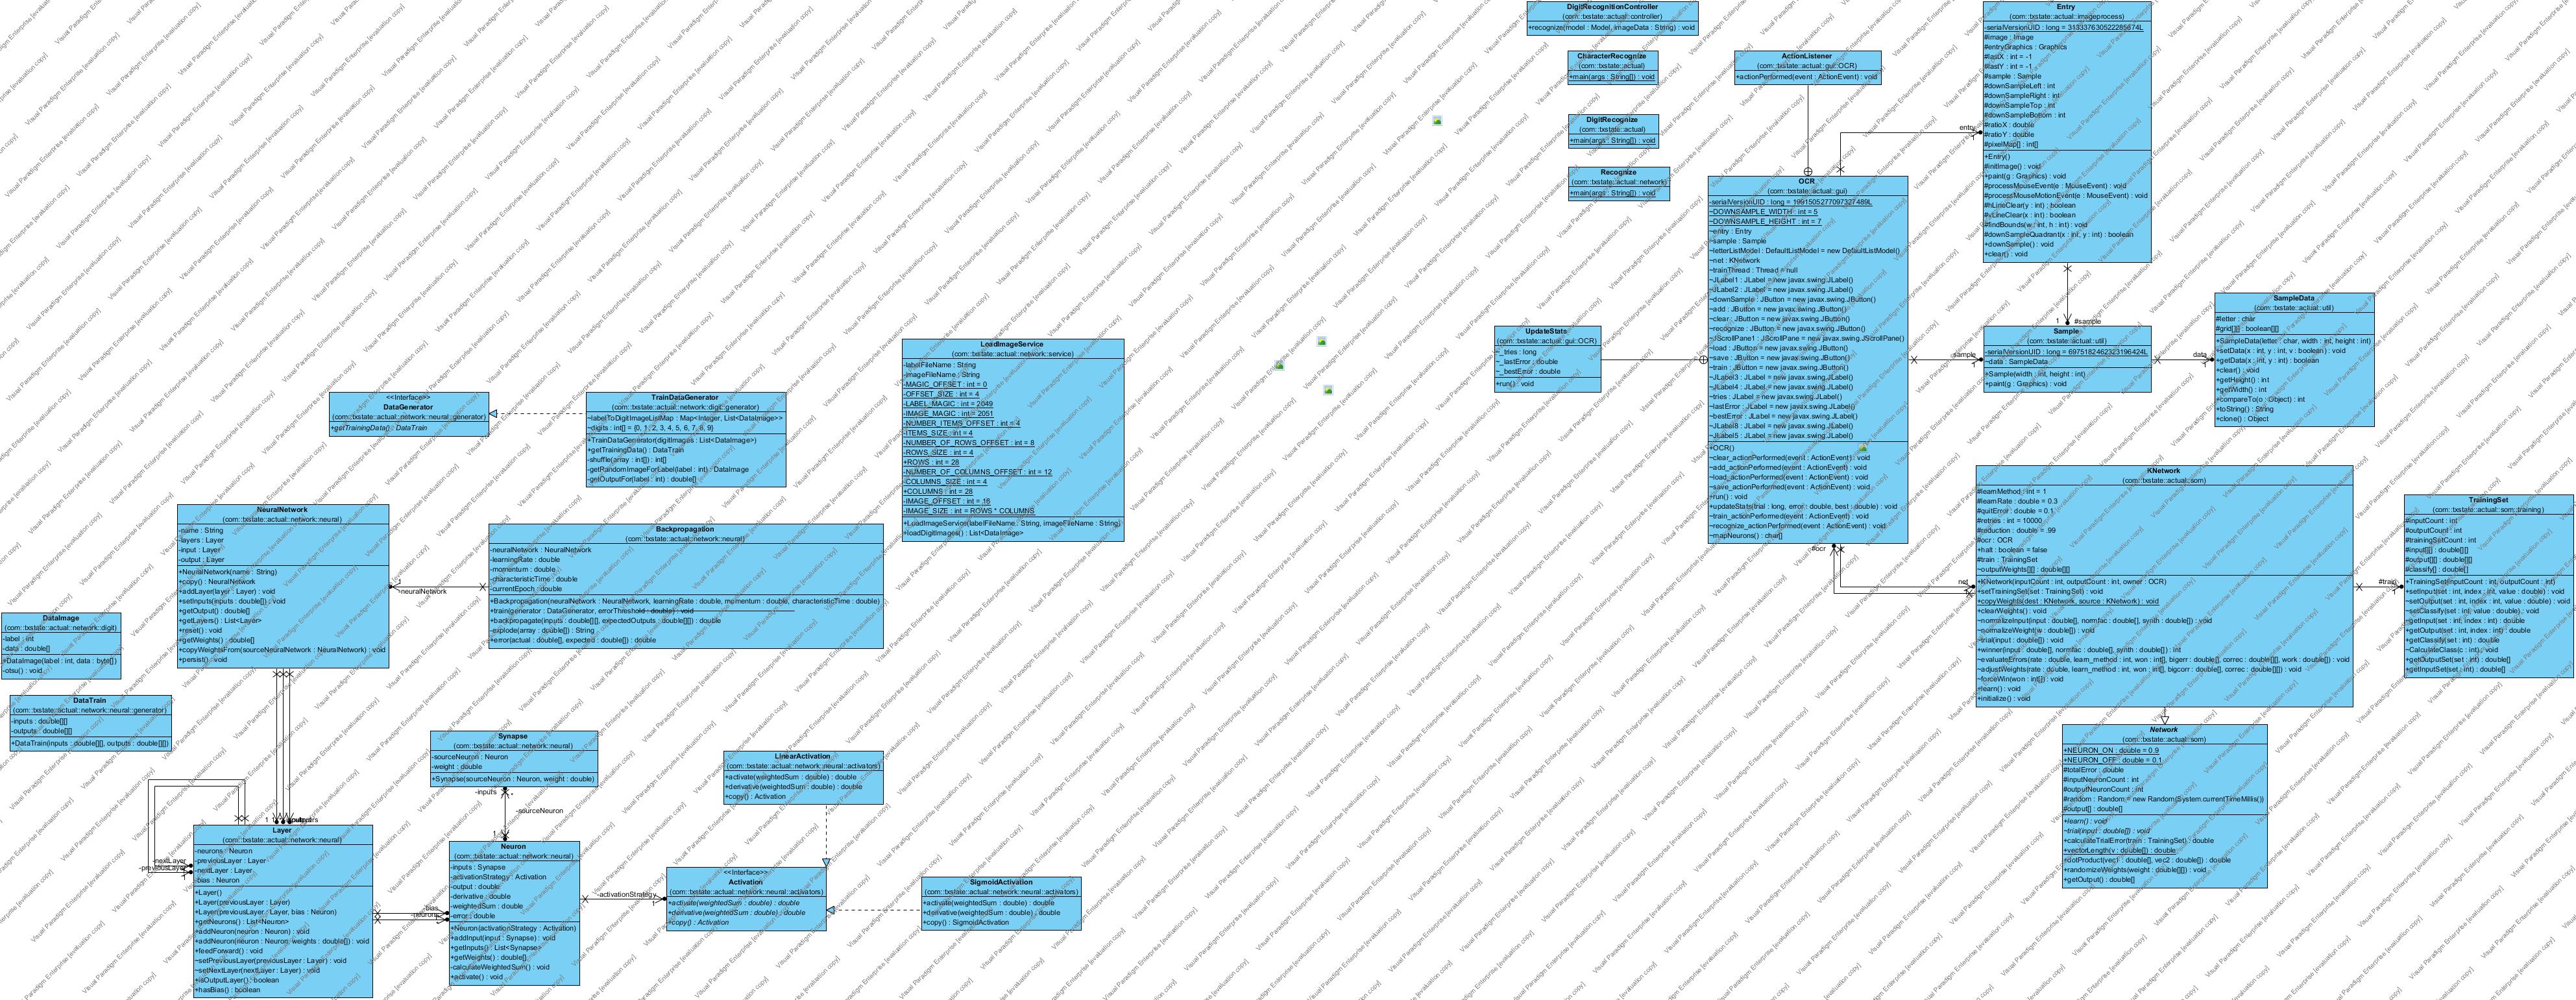 DigitRecognitionController
(com::txstate::actual::controller)
+recognize(model : Model, imageData : String) : void
CharacterRecognize
(com::txstate::actual)
+main(args : String[]) : void
DigitRecognize
(com::txstate::actual)
+main(args : String[]) : void
Recognize
(com::txstate::actual::network)
+main(args : String[]) : void
ActionListener
(com::txstate::actual::gui::OCR)
+actionPerformed(event : ActionEvent) : void
Entry
(com::txstate::actual::imageprocess)
-serialVersionUID : long = 313337630522285674L
#image : Image
#entryGraphics : Graphics
#lastX : int = -1
#lastY : int = -1
#sample : Sample
#downSampleLeft : int
#downSampleRight : int
#downSampleTop : int
#downSampleBottom : int
#ratioX : double
#ratioY : double
#pixelMap[] : int[]
+Entry()
#initImage() : void
+paint(g : Graphics) : void
#processMouseEvent(e : MouseEvent) : void
#processMouseMotionEvent(e : MouseEvent) : void
#hLineClear(y : int) : boolean
#vLineClear(x : int) : boolean
#findBounds(w : int, h : int) : void
#downSampleQuadrant(x : int, y : int) : boolean
+downSample() : void
+clear() : void
entry
OCR
(com::txstate::actual::gui)
-serialVersionUID : long = 1991505277097327489L
~DOWNSAMPLE_WIDTH : int = 5
~DOWNSAMPLE_HEIGHT : int = 7
~entry : Entry
~sample : Sample
~letterListModel : DefaultListModel = new DefaultListModel()
~net : KNetwork
~trainThread : Thread = null
~JLabel1 : JLabel = new javax.swing.JLabel()
~JLabel2 : JLabel = new javax.swing.JLabel()
~downSample : JButton = new javax.swing.JButton()
~add : JButton = new javax.swing.JButton()
~clear : JButton = new javax.swing.JButton()
~recognize : JButton = new javax.swing.JButton()
~JScrollPane1 : JScrollPane = new javax.swing.JScrollPane()
~load : JButton = new javax.swing.JButton()
~save : JButton = new javax.swing.JButton()
~train : JButton = new javax.swing.JButton()
~JLabel3 : JLabel = new javax.swing.JLabel()
~JLabel4 : JLabel = new javax.swing.JLabel()
~tries : JLabel = new javax.swing.JLabel()
~lastError : JLabel = new javax.swing.JLabel()
~bestError : JLabel = new javax.swing.JLabel()
~JLabel8 : JLabel = new javax.swing.JLabel()
~JLabel5 : JLabel = new javax.swing.JLabel()
+OCR()
~clear_actionPerformed(event : ActionEvent) : void
~add_actionPerformed(event : ActionEvent) : void
~load_actionPerformed(event : ActionEvent) : void
~save_actionPerformed(event : ActionEvent) : void
+run() : void
+updateStats(trial : long, error : double, best : double) : void
~train_actionPerformed(event : ActionEvent) : void
~recognize_actionPerformed(event : ActionEvent) : void
~mapNeurons() : char[]
#ocr
net
sample
UpdateStats
(com::txstate::actual::gui::OCR)
~_tries : long
~_lastError : double
~_bestError : double
+run() : void
1
#sample
Sample
(com::txstate::actual::util)
-serialVersionUID : long = 6975182462323196424L
~data : SampleData
+Sample(width : int, height : int)
+paint(g : Graphics) : void
data
SampleData
(com::txstate::actual::util)
#letter : char
#grid[][] : boolean[][]
+SampleData(letter : char, width : int, height : int)
+setData(x : int, y : int, v : boolean) : void
+getData(x : int, y : int) : boolean
+clear() : void
+getHeight() : int
+getWidth() : int
+compareTo(o : Object) : int
+toString() : String
+clone() : Object
KNetwork
(com::txstate::actual::som)
#learnMethod : int = 1
#learnRate : double = 0.3
#quitError : double = 0.1
#retries : int = 10000
#reduction : double = .99
#ocr : OCR
+halt : boolean = false
#train : TrainingSet
~outputWeights[][] : double[][]
+KNetwork(inputCount : int, outputCount : int, owner : OCR)
+setTrainingSet(set : TrainingSet) : void
+copyWeights(dest : KNetwork, source : KNetwork) : void
+clearWeights() : void
~normalizeInput(input : double[], normfac : double[], synth : double[]) : void
~normalizeWeight(w : double[]) : void
~trial(input : double[]) : void
+winner(input : double[], normfac : double[], synth : double[]) : int
~evaluateErrors(rate : double, learn_method : int, won : int[], bigerr : double[], correc : double[][], work : double[]) : void
~adjustWeights(rate : double, learn_method : int, won : int[], bigcorr : double[], correc : double[][]) : void
~forceWin(won : int[]) : void
+learn() : void
+initialize() : void
#train
TrainingSet
(com::txstate::actual::som::training)
#inputCount : int
#outputCount : int
#trainingSetCount : int
#input[][] : double[][]
#output[][] : double[][]
#classify[] : double[]
+TrainingSet(inputCount : int, outputCount : int)
+setInput(set : int, index : int, value : double) : void
~setOutput(set : int, index : int, value : double) : void
~setClassify(set : int, value : double) : void
~getInput(set : int, index : int) : double
~getOutput(set : int, index : int) : double
~getClassify(set : int) : double
~CalculateClass(c : int) : void
+getOutputSet(set : int) : double[]
+getInputSet(set : int) : double[]
Network
(com::txstate::actual::som)
+NEURON_ON : double = 0.9
+NEURON_OFF : double = 0.1
#totalError : double
#inputNeuronCount : int
#outputNeuronCount : int
#random : Random = new Random(System.currentTimeMillis())
#output[] : double[]
+learn() : void
~trial(input : double[]) : void
+calculateTrialError(train : TrainingSet) : double
+vectorLength(v : double[]) : double
~dotProduct(vec1 : double[], vec2 : double[]) : double
~randomizeWeights(weight : double[][]) : void
+getOutput() : double[]
LoadImageService
(com::txstate::actual::network::service)
-labelFileName : String
-imageFileName : String
-MAGIC_OFFSET : int = 0
-OFFSET_SIZE : int = 4
-LABEL_MAGIC : int = 2049
-IMAGE_MAGIC : int = 2051
-NUMBER_ITEMS_OFFSET : int = 4
-ITEMS_SIZE : int = 4
-NUMBER_OF_ROWS_OFFSET : int = 8
-ROWS_SIZE : int = 4
+ROWS : int = 28
-NUMBER_OF_COLUMNS_OFFSET : int = 12
-COLUMNS_SIZE : int = 4
+COLUMNS : int = 28
-IMAGE_OFFSET : int = 16
-IMAGE_SIZE : int = ROWS * COLUMNS
+LoadImageService(labelFileName : String, imageFileName : String)
+loadDigitImages() : List<DataImage>
<<Interface>>
DataGenerator
(com::txstate::actual::network::neural::generator)
+getTrainingData() : DataTrain
TrainDataGenerator
(com::txstate::actual::network::digit::generator)
~labelToDigitImageListMap : Map<Integer, List<DataImage>>
~digits : int[] = {0, 1, 2, 3, 4, 5, 6, 7, 8, 9}
+TrainDataGenerator(digitImages : List<DataImage>)
+getTrainingData() : DataTrain
-shuffle(array : int[]) : int[]
-getRandomImageForLabel(label : int) : DataImage
-getOutputFor(label : int) : double[]
NeuralNetwork
(com::txstate::actual::network::neural)
-name : String
-layers : Layer
-input : Layer
-output : Layer
+NeuralNetwork(name : String)
+copy() : NeuralNetwork
+addLayer(layer : Layer) : void
+setInputs(inputs : double[]) : void
+getOutput() : double[]
+getLayers() : List<Layer>
+reset() : void
+getWeights() : double[]
+copyWeightsFrom(sourceNeuralNetwork : NeuralNetwork) : void
+persist() : void
-neuralNetwork
Backpropagation
(com::txstate::actual::network::neural)
-neuralNetwork : NeuralNetwork
-learningRate : double
-momentum : double
-characteristicTime : double
-currentEpoch : double
+Backpropagation(neuralNetwork : NeuralNetwork, learningRate : double, momentum : double, characteristicTime : double)
+train(generator : DataGenerator, errorThreshold : double) : void
+backpropagate(inputs : double[][], expectedOutputs : double[][]) : double
-explode(array : double[]) : String
+error(actual : double[], expected : double[]) : double
DataImage
(com::txstate::actual::network::digit)
-label : int
-data : double[]
+DataImage(label : int, data : byte[])
-otsu() : void
DataTrain
(com::txstate::actual::network::neural::generator)
-inputs : double[][]
-outputs : double[][]
+DataTrain(inputs : double[][], outputs : double[][])
Synapse
(com::txstate::actual::network::neural)
-sourceNeuron : Neuron
-weight : double
+Synapse(sourceNeuron : Neuron, weight : double)
-inputs
-sourceNeuron
1
LinearActivation
(com::txstate::actual::network::neural::activators)
+activate(weightedSum : double) : double
+derivative(weightedSum : double) : double
+copy() : Activation
-nextLayer
-previousLayer
Layer
(com::txstate::actual::network::neural)
-neurons : Neuron
-previousLayer : Layer
-nextLayer : Layer
-bias : Neuron
+Layer()
+Layer(previousLayer : Layer)
+Layer(previousLayer : Layer, bias : Neuron)
+getNeurons() : List<Neuron>
+addNeuron(neuron : Neuron) : void
+addNeuron(neuron : Neuron, weights : double[]) : void
+feedForward() : void
~setPreviousLayer(previousLayer : Layer) : void
~setNextLayer(nextLayer : Layer) : void
+isOutputLayer() : boolean
+hasBias() : boolean
-bias
-neurons
Neuron
(com::txstate::actual::network::neural)
-inputs : Synapse
-activationStrategy : Activation
-output : double
-derivative : double
-weightedSum : double
-error : double
+Neuron(activationStrategy : Activation)
+addInput(input : Synapse) : void
+getInputs() : List<Synapse>
+getWeights() : double[]
-calculateWeightedSum() : void
+activate() : void
-activationStrategy
<<Interface>>
Activation
(com::txstate::actual::network::neural::activators)
+activate(weightedSum : double) : double
+derivative(weightedSum : double) : double
+copy() : Activation
SigmoidActivation
(com::txstate::actual::network::neural::activators)
+activate(weightedSum : double) : double
+derivative(weightedSum : double) : double
+copy() : SigmoidActivation
Visual Paradigm Enterprise [evaluation copy]